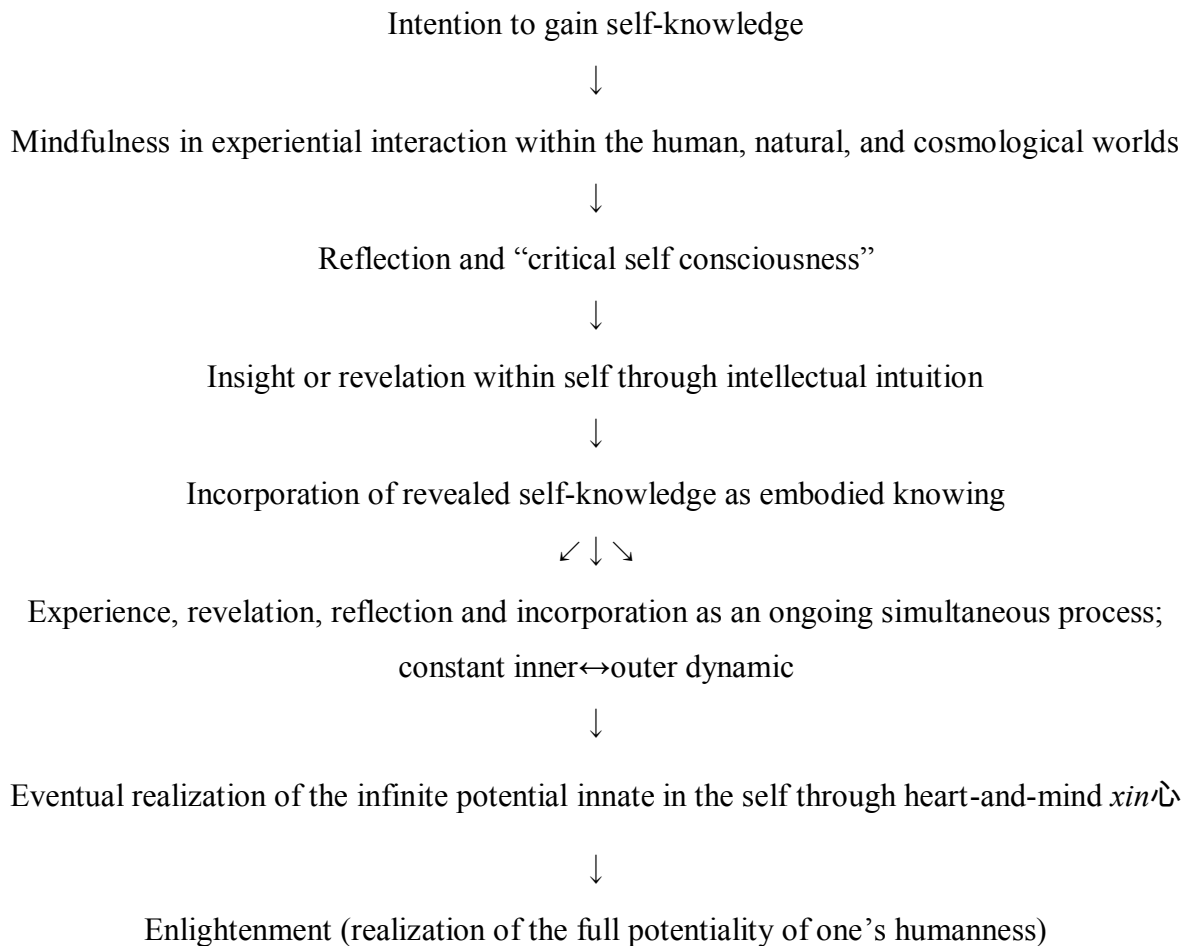 Intention to gain self-knowledge
↓
Mindfulness in experiential interaction within the human, natural, and cosmological worlds
↓
Reflection and “critical self consciousness”
↓
Insight or revelation within self through intellectual intuition
↓
Incorporation of revealed self-knowledge as embodied knowing
↙ ↓ ↘
Experience, revelation, reflection and incorporation as an ongoing simultaneous process;
constant inner↔outer dynamic
↓
Eventual realization of the infinite potential innate in the self through heart-and-mind xin心
↓
Enlightenment (realization of the full potentiality of one’s humanness)